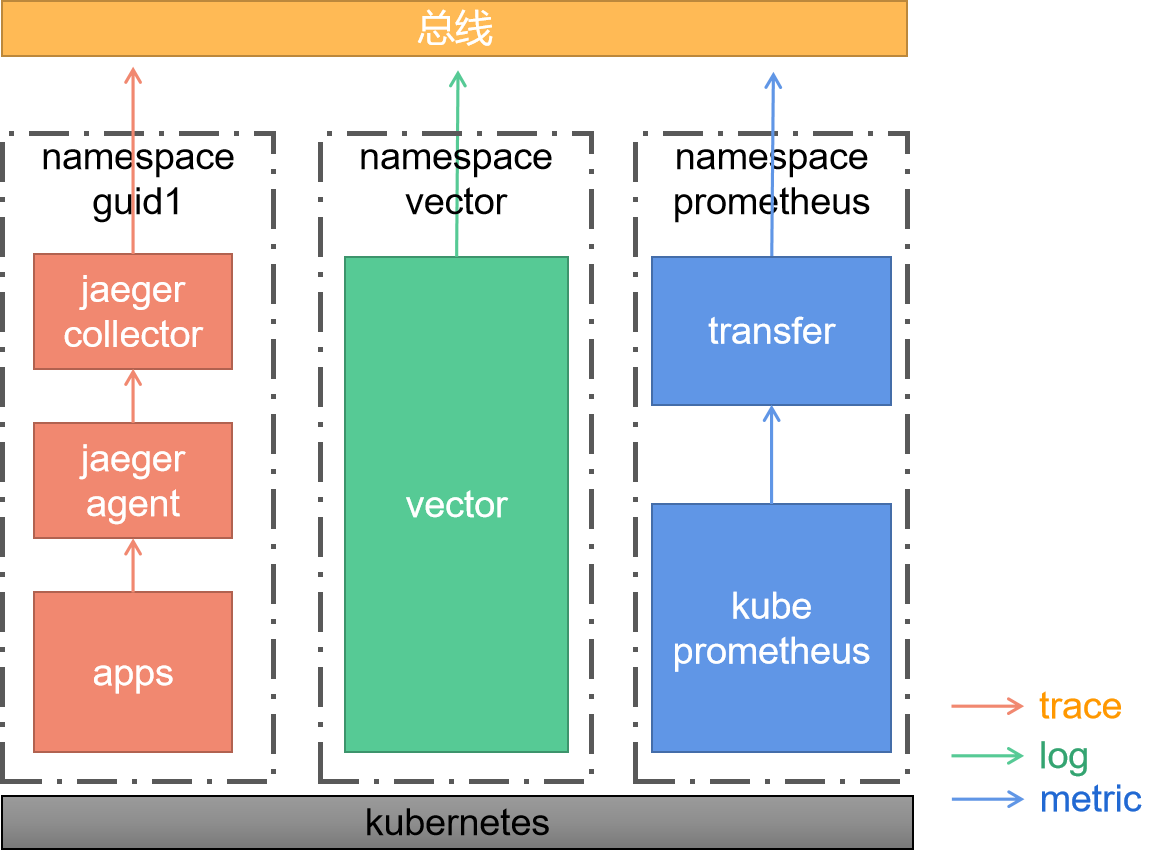 总线
namespace
guid1
jaeger
collector
jaeger
agent
apps
namespace
vector
vector
namespace
prometheus
transfer
kube
prometheus
trace
log
metric
kubernetes